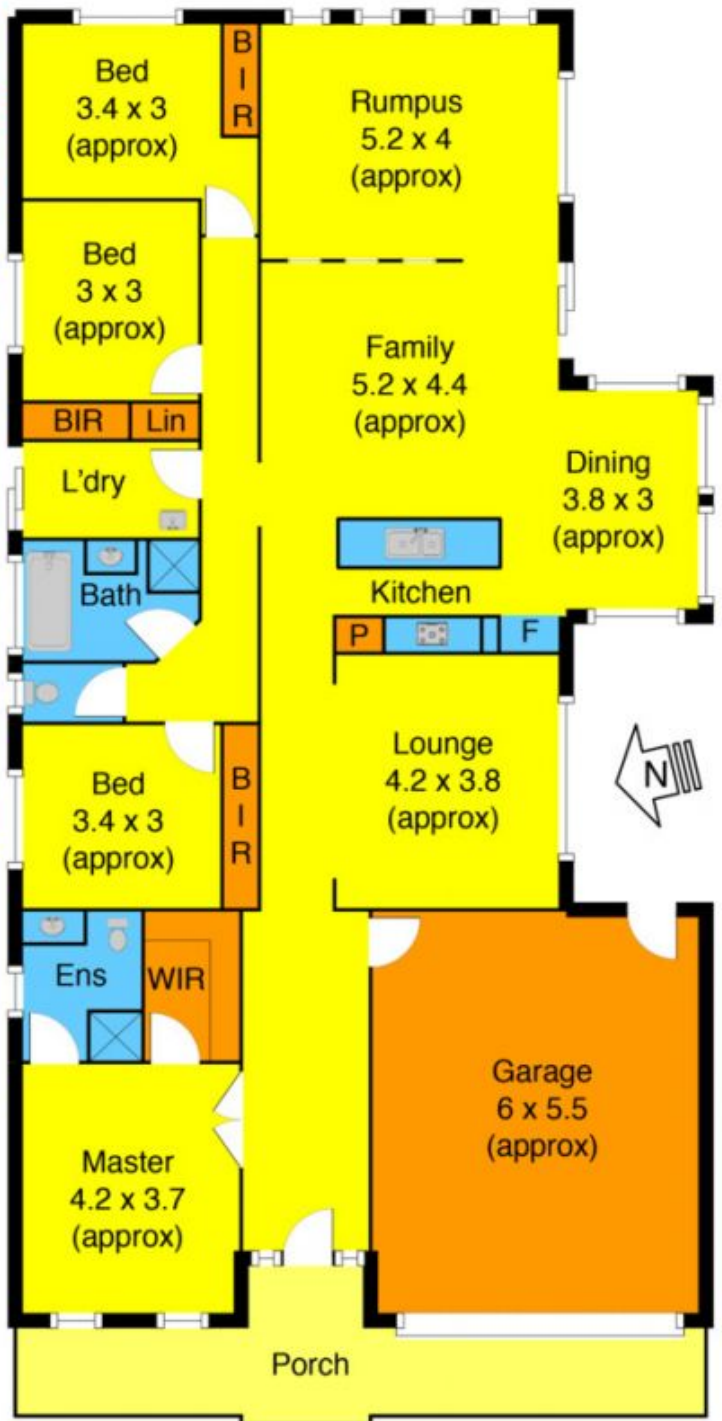 Bed
3.4 x 3
(approx)
B
I
R
Rumpus
5.2 x 4
(approx)
Bed
3 x 3
(approx)
Family
5.2 x 4.4
(approx)
BIR
Lin
L'dry
Dining
3.8 x 3
(approx)
Bath
Kitchen
P
F
Bed
3.4 x 3
(approx)
B
I
R
Lounge
4.2 x 3.8
(approx)
N
Ens
WIR
Garage
6 x 5.5
(approx)
Master
4.2 x 3.7
(approx)
Porch